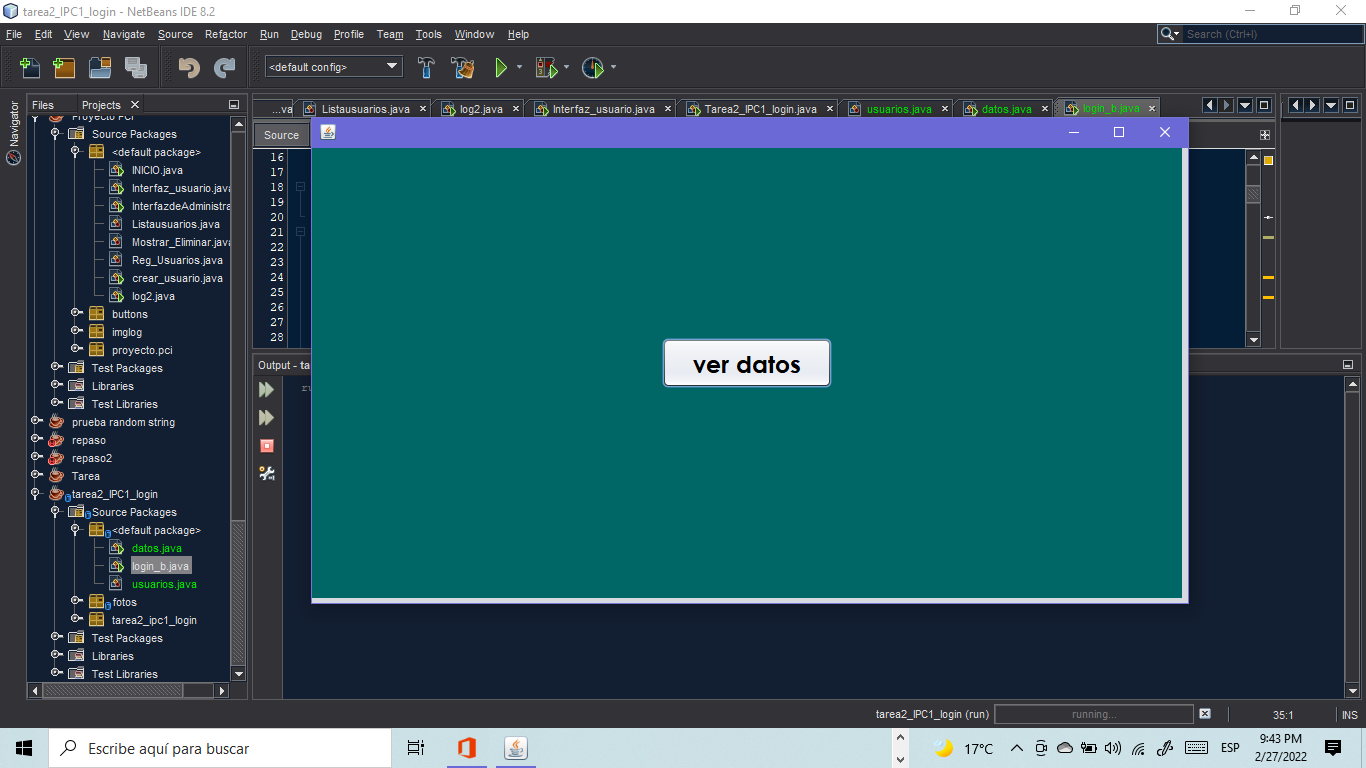 tarea2_IPC1_login - NetBeans IDE 8.2
File Edit View Navigate Source Refactor Run Debug Profile Team Tools Window Help
Search (Ctrl+I)
<default config>
Navigator
Files Projects
...va Listausuarios.java log2.java Interfaz_usuario.java Tarea2_IPC1_login.java usuarios.java datos.java login_b.java
Source
Proyecto PCI
Source Packages
<default package>
INICIO.java
Interfaz_usuario.java
InterfazdeAdministra
Listausuarios.java
Mostrar_Eliminar.java
Reg_Usuarios.java
crear_usuario.java
log2.java
buttons
imglog
proyecto.pci
Test Packages
Libraries
Test Libraries
prueba random string
repaso
repaso2
Tarea
tarea2_IPC1_login
Source Packages
<default package>
datos.java
login_b.java
usuarios.java
fotos
tarea2_ipc1_login
Test Packages
Libraries
Test Libraries
16
17
18
19
20
21
22
23
24
25
26
27
28
ver datos
Output - ta
ru
tarea2_IPC1_login (run) running... 35:1 INS
Escribe aquí para buscar
17°C
ESP
9:43 PM
2/27/2022